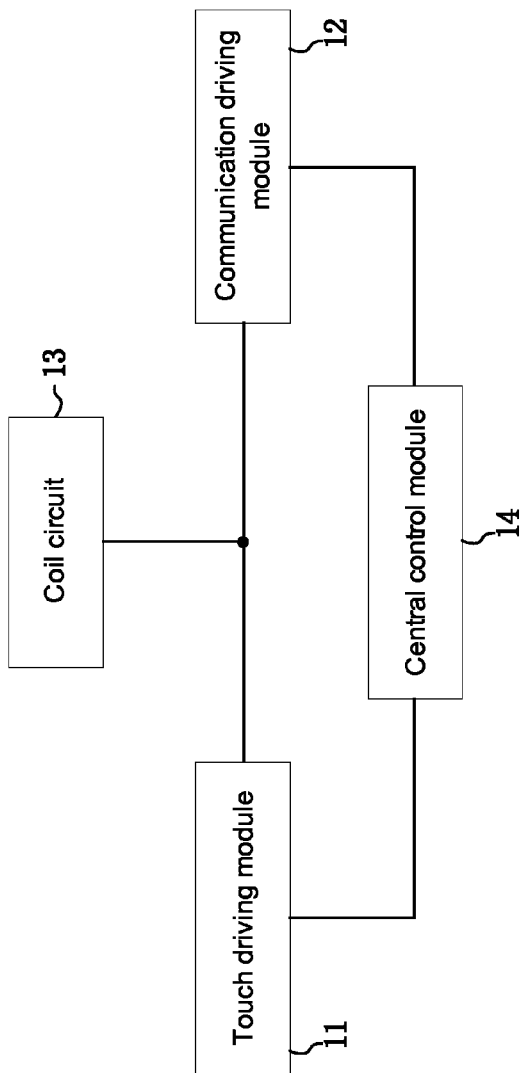 Coil circuit
13
Touch driving module
11
Communication driving
module
12
Central control module
14